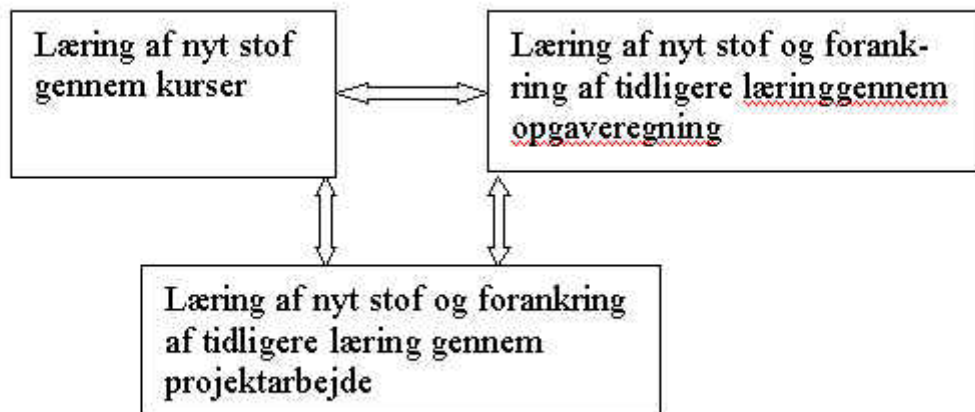 Læring af nyt stof
gennem kurser
Læring af nyt stof og forank-
ring af tidligere læringgennem
opgaveregning
Læring af nyt stof og forankring
af tidligere læring gennem
projektarbejde